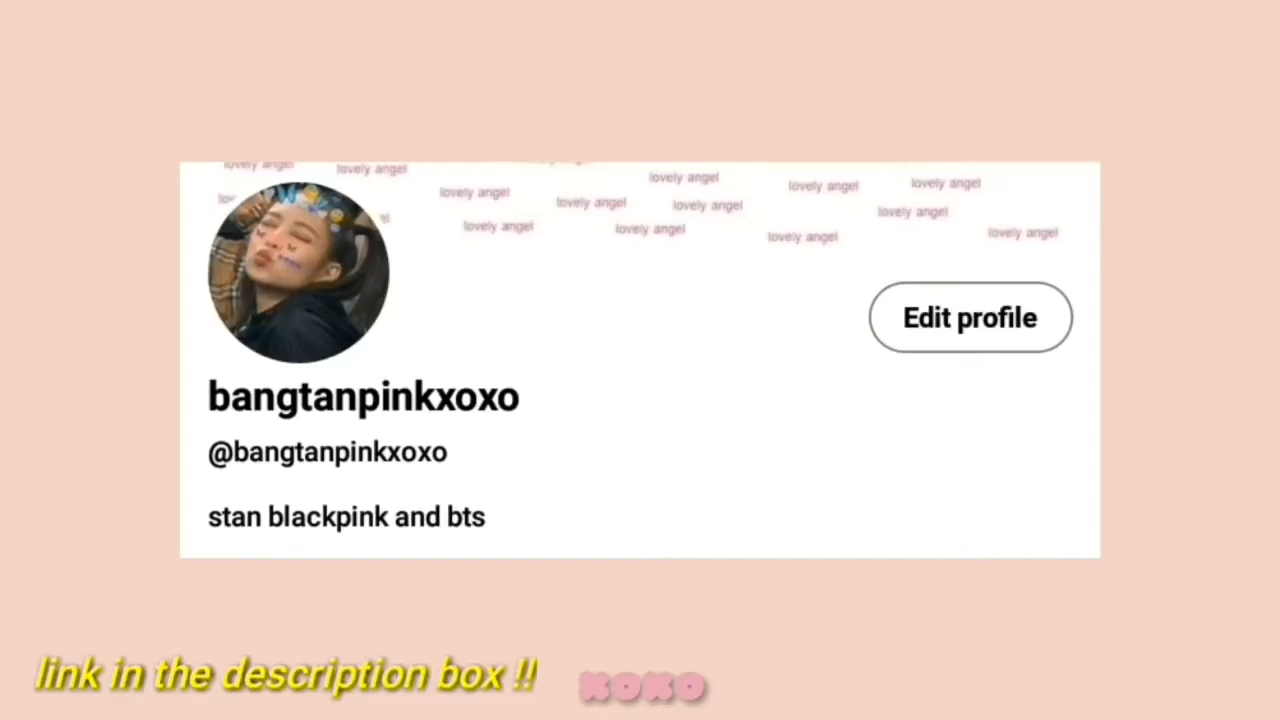 lovely angel
lovely angel
lovely angel
lovely angel
lovely angel
lovely angel
lovely angel
lovely angel
lovely angel
lovely angel
lovely angel
lovely angel
lovely angel
Edit profile
bangtanpinkxoxo
@bangtanpinkxoxo
stan blackpink and bts
link in the description box !!
xoxo